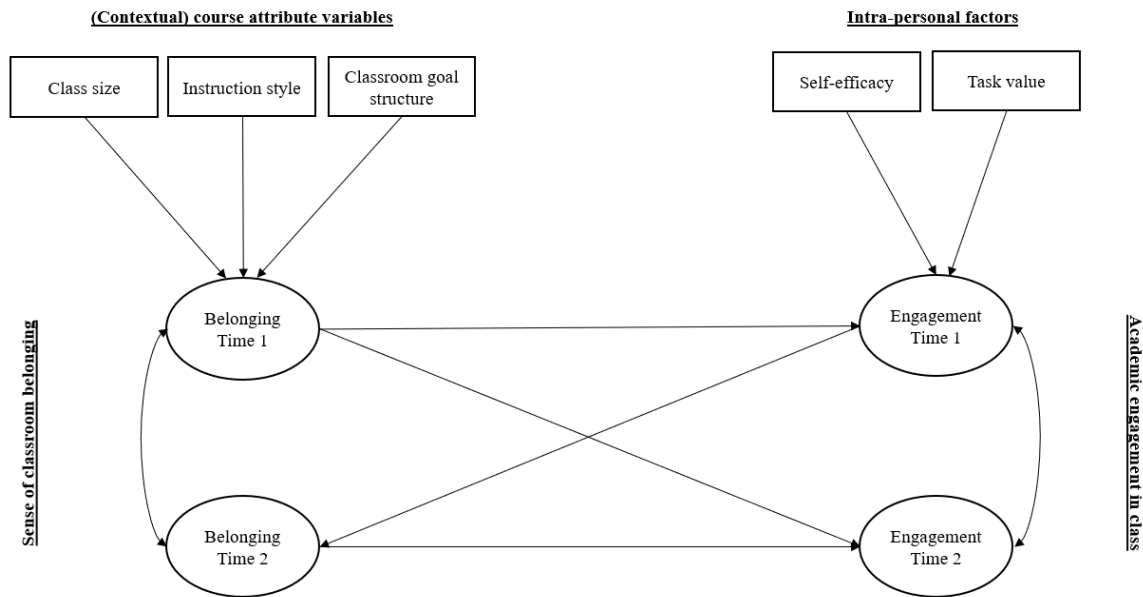 (Contextual) course attribute variables
Intra-personal factors
Class size
Instruction style
Classroom goal
structure
Self-efficacy
Task value
Belonging
Time 1
Engagement
Time 1
Sense of classroom belonging
Academic engagement in class
Belonging
Time 2
Engagement
Time 2